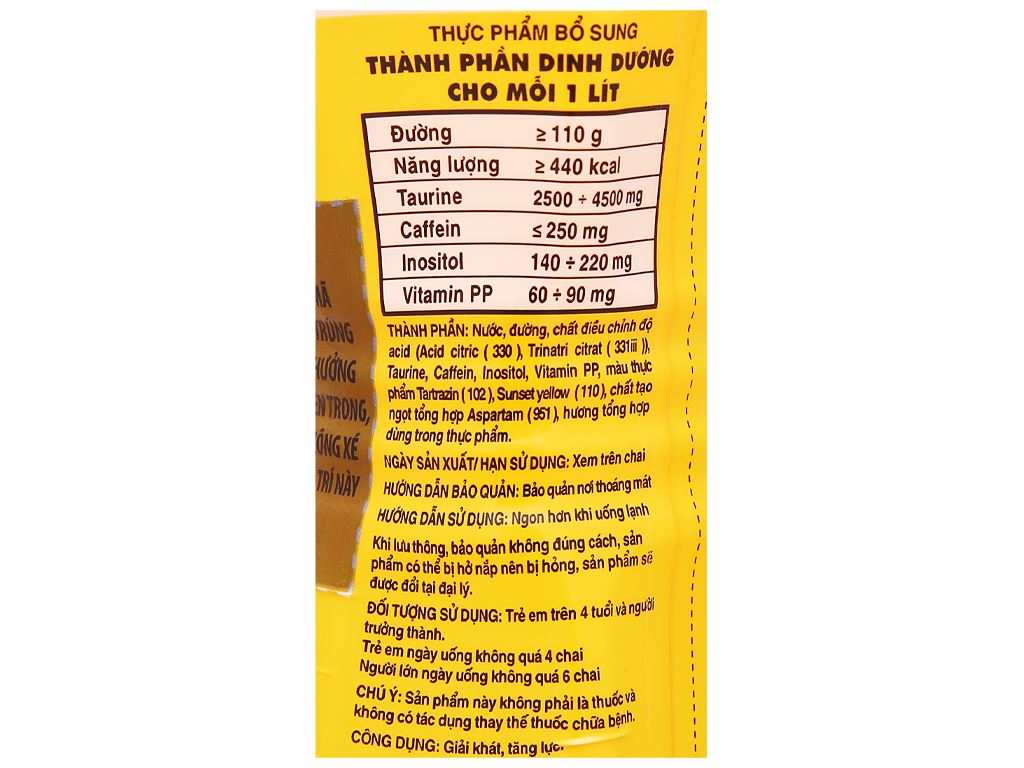 THỰC PHẨM BỔ SUNG
THÀNH PHẦN DINH DƯỠNG
CHO MỖI 1 LÍT
Đường ≥ 110 g
Năng lượng ≥ 440 kcal
Taurine 2500 ÷ 4500 mg
Caffein ≤ 250 mg
Inositol 140 ÷ 220 mg
Vitamin PP 60 ÷ 90 mg
THÀNH PHẦN: Nước, đường, chất điều chỉnh độ
acid (Acid citric ( 330 ), Trinatri citrat ( 331iii )),
Taurine, Caffein, Inositol, Vitamin PP, màu thực
phẩm Tartrazin ( 102 ), Sunset yellow ( 110 ), chất tạo
ngọt tổng hợp Aspartam ( 951 ), hương tổng hợp
dùng trong thực phẩm.
NGÀY SẢN XUẤT/ HẠN SỬ DỤNG: Xem trên chai
HƯỚNG DẪN BẢO QUẢN: Bảo quản nơi thoáng mát
HƯỚNG DẪN SỬ DỤNG: Ngon hơn khi uống lạnh
Khi lưu thông, bảo quản không đúng cách, sản
phẩm có thể bị hở nắp nên bị hỏng, sản phẩm sẽ
được đổi tại đại lý.
ĐỐI TƯỢNG SỬ DỤNG: Trẻ em trên 4 tuổi và người
trưởng thành.
Trẻ em ngày uống không quá 4 chai
Người lớn ngày uống không quá 6 chai
CHÚ Ý: Sản phẩm này không phải là thuốc và
không có tác dụng thay thế thuốc chữa bệnh.
CÔNG DỤNG: Giải khát, tăng lực.
MÃ
TRÚNG
HƯỞNG
TRONG,
XÉ
TRÍ NÀY